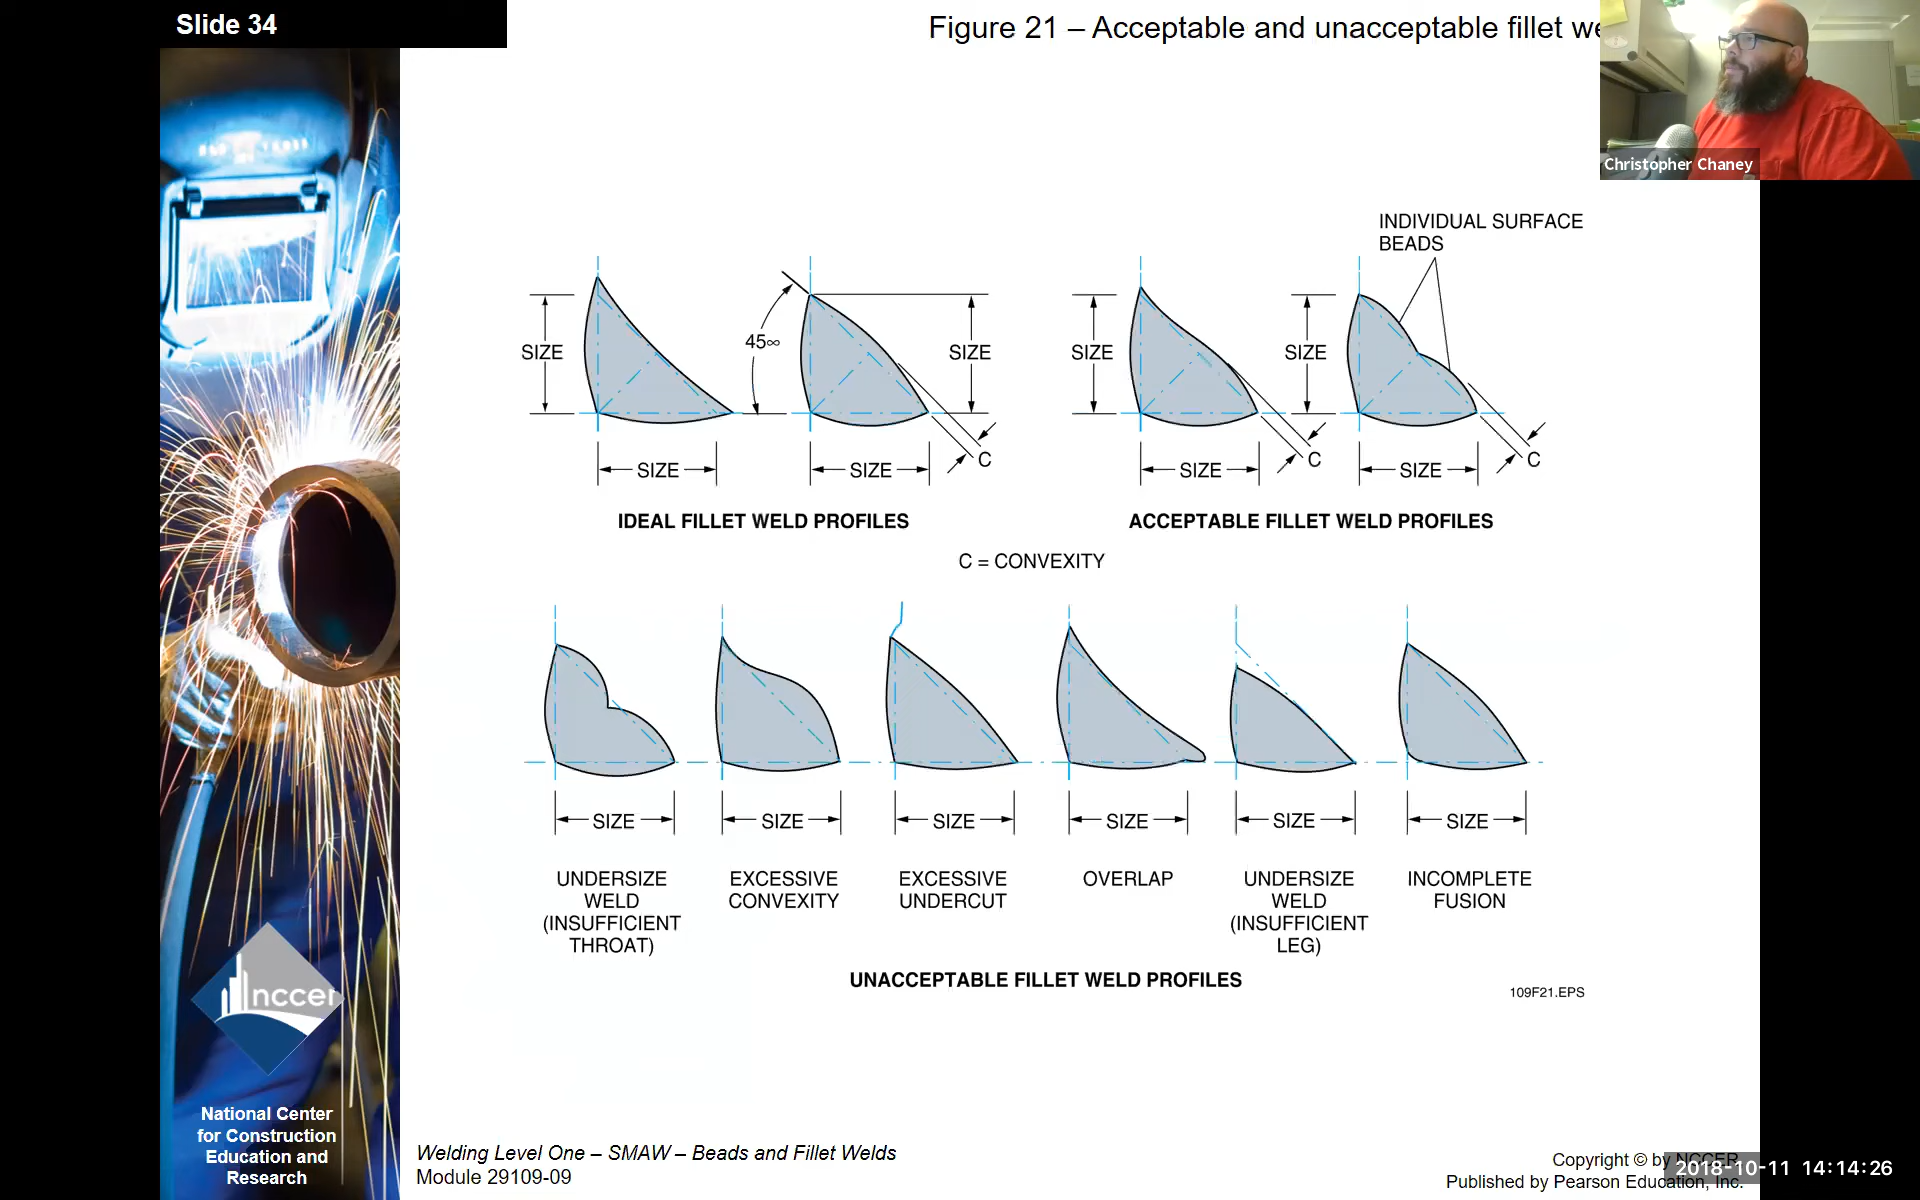 Slide 34
Figure 21 – Acceptable and unacceptable fillet
Christopher Chaney
INDIVIDUAL SURFACE
BEADS
SIZE
45∞
SIZE
SIZE
SIZE
SIZE
SIZE
C
SIZE
C
SIZE
C
IDEAL FILLET WELD PROFILES
ACCEPTABLE FILLET WELD PROFILES
C = CONVEXITY
SIZE
SIZE
SIZE
SIZE
SIZE
SIZE
UNDERSIZE
WELD
(INSUFFICIENT
THROAT)
EXCESSIVE
CONVEXITY
EXCESSIVE
UNDERCUT
OVERLAP
UNDERSIZE
WELD
(INSUFFICIENT
LEG)
INCOMPLETE
FUSION
UNACCEPTABLE FILLET WELD PROFILES
109F21.EPS
nccer
National Center
for Construction
Education and
Research
Welding Level One – SMAW – Beads and Fillet Welds
Module 29109-09
Copyright © by NCCER
Published by Pearson Education, Inc.
2018-10-11 14:14:26